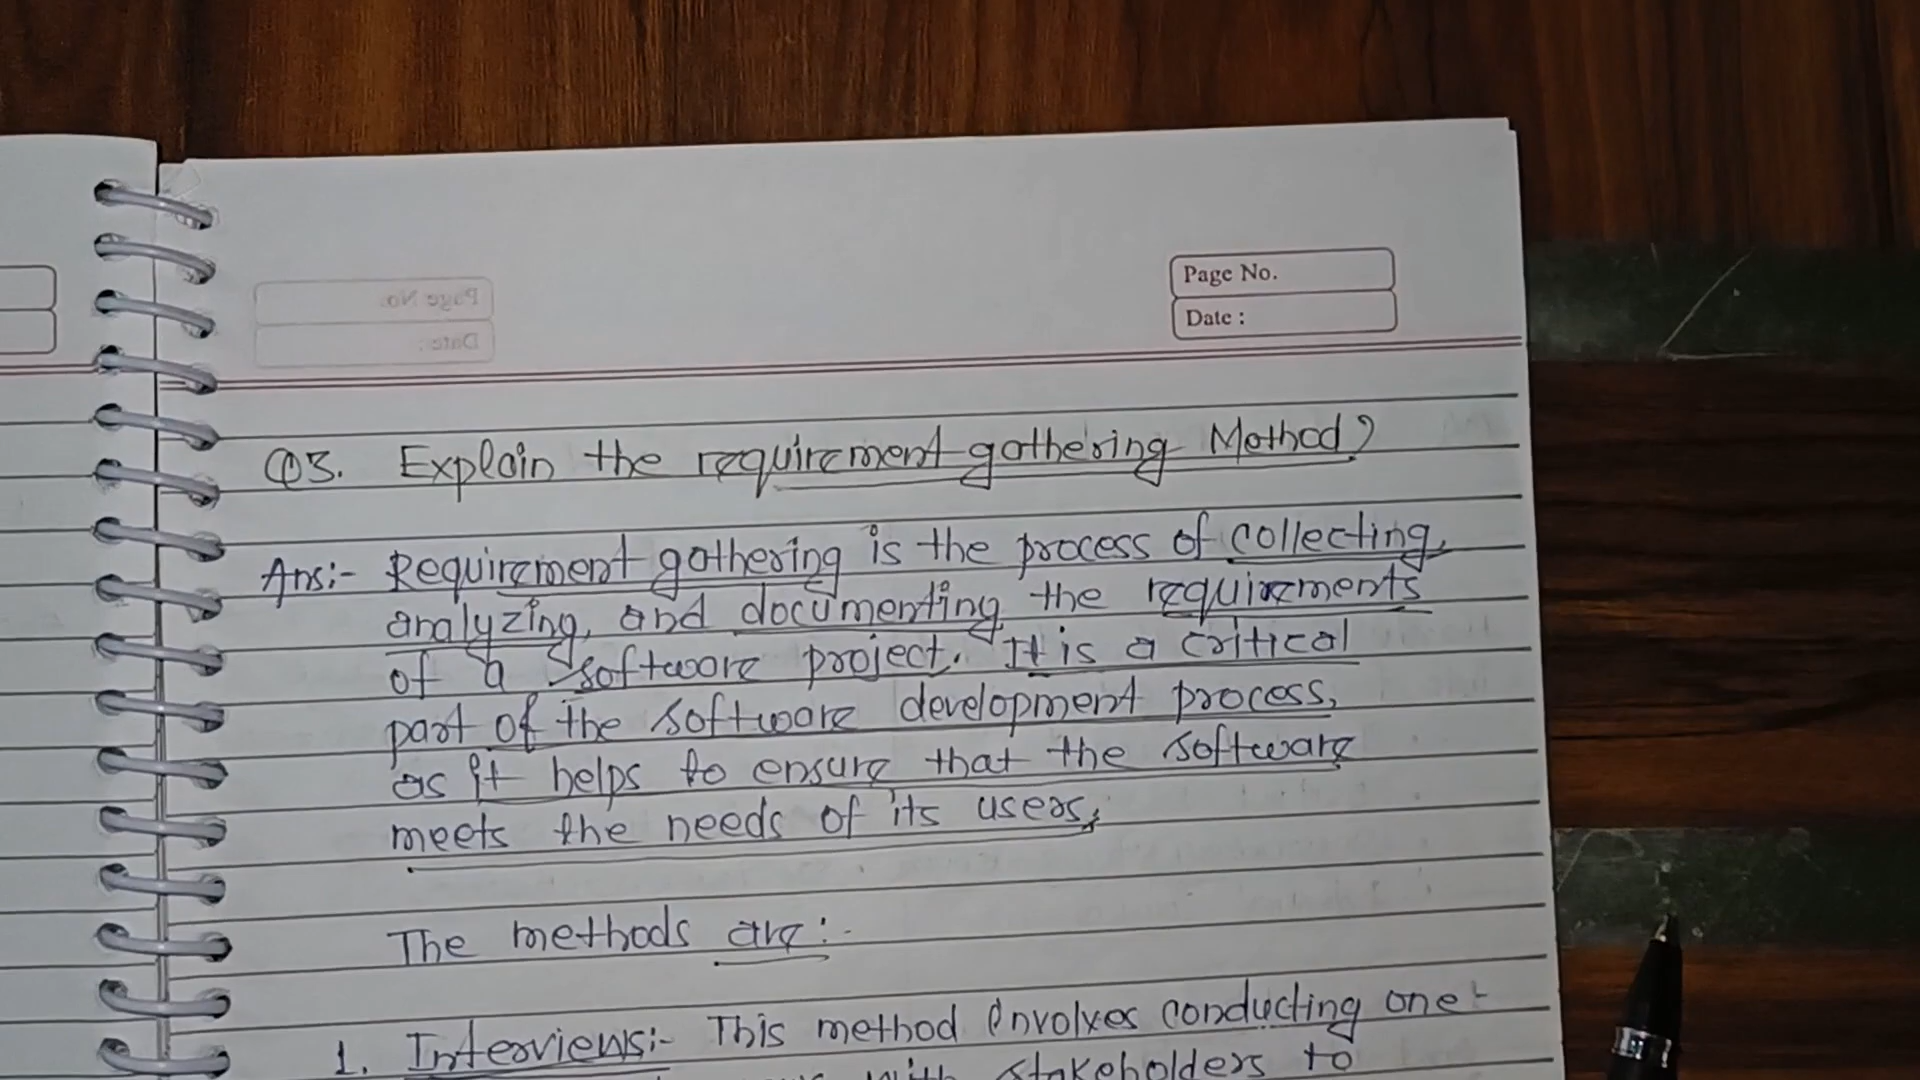 Page No.
Date :
Q3. Explain the requirement gathering Method?
Ans:- Requirement gathering is the process of collecting,
analyzing, and documenting the requirements
of a software project. It is a critical
part of the software development process,
as it helps to ensure that the software
meets the needs of its users.
The methods are:-
1. Interviews:- This method involves conducting one-
with stakeholders to